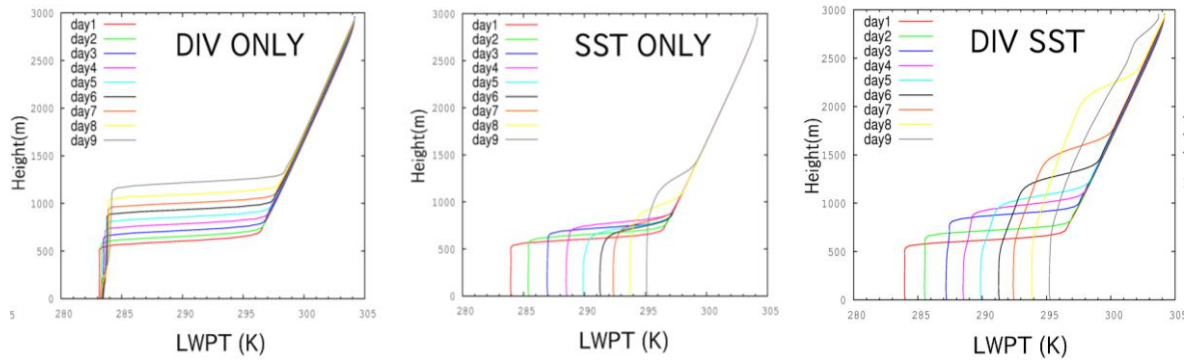 3000
2500
2000
1500
1000
500
0
Height(m)
day1
day2
day3
day4
day5
day6
day7
day8
day9
DIV ONLY
280 285 290 295 300 305
LWPT (K)
5
3000
2500
2000
1500
1000
500
0
Height(m)
day1
day2
day3
day4
day5
day6
day7
day8
day9
SST ONLY
280 285 290 295 300 305
LWPT (K)
3000
2500
2000
1500
1000
500
0
Height(m)
day1
day2
day3
day4
day5
day6
day7
day8
day9
DIV SST
280 285 290 295 300 305
LWPT (K)